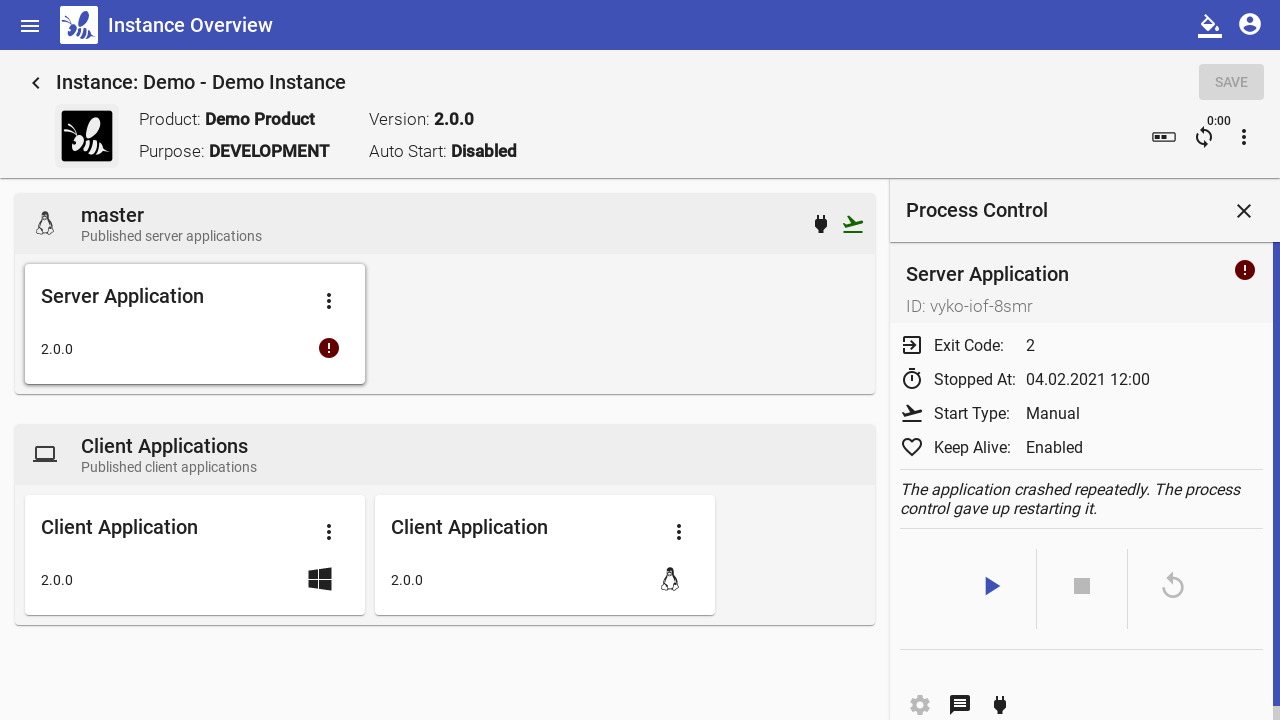 Instance Overview
Instance: Demo - Demo Instance
SAVE
Product: Demo Product
Version: 2.0.0
0:00
Purpose: DEVELOPMENT
Auto Start: Disabled
master
Published server applications
Server Application
2.0.0
Client Applications
Published client applications
Client Application
2.0.0
Client Application
2.0.0
Process Control
Server Application
ID: vyko-iof-8smr
Exit Code: 2
Stopped At: 04.02.2021 12:00
Start Type: Manual
Keep Alive: Enabled
The application crashed repeatedly. The process
control gave up restarting it.